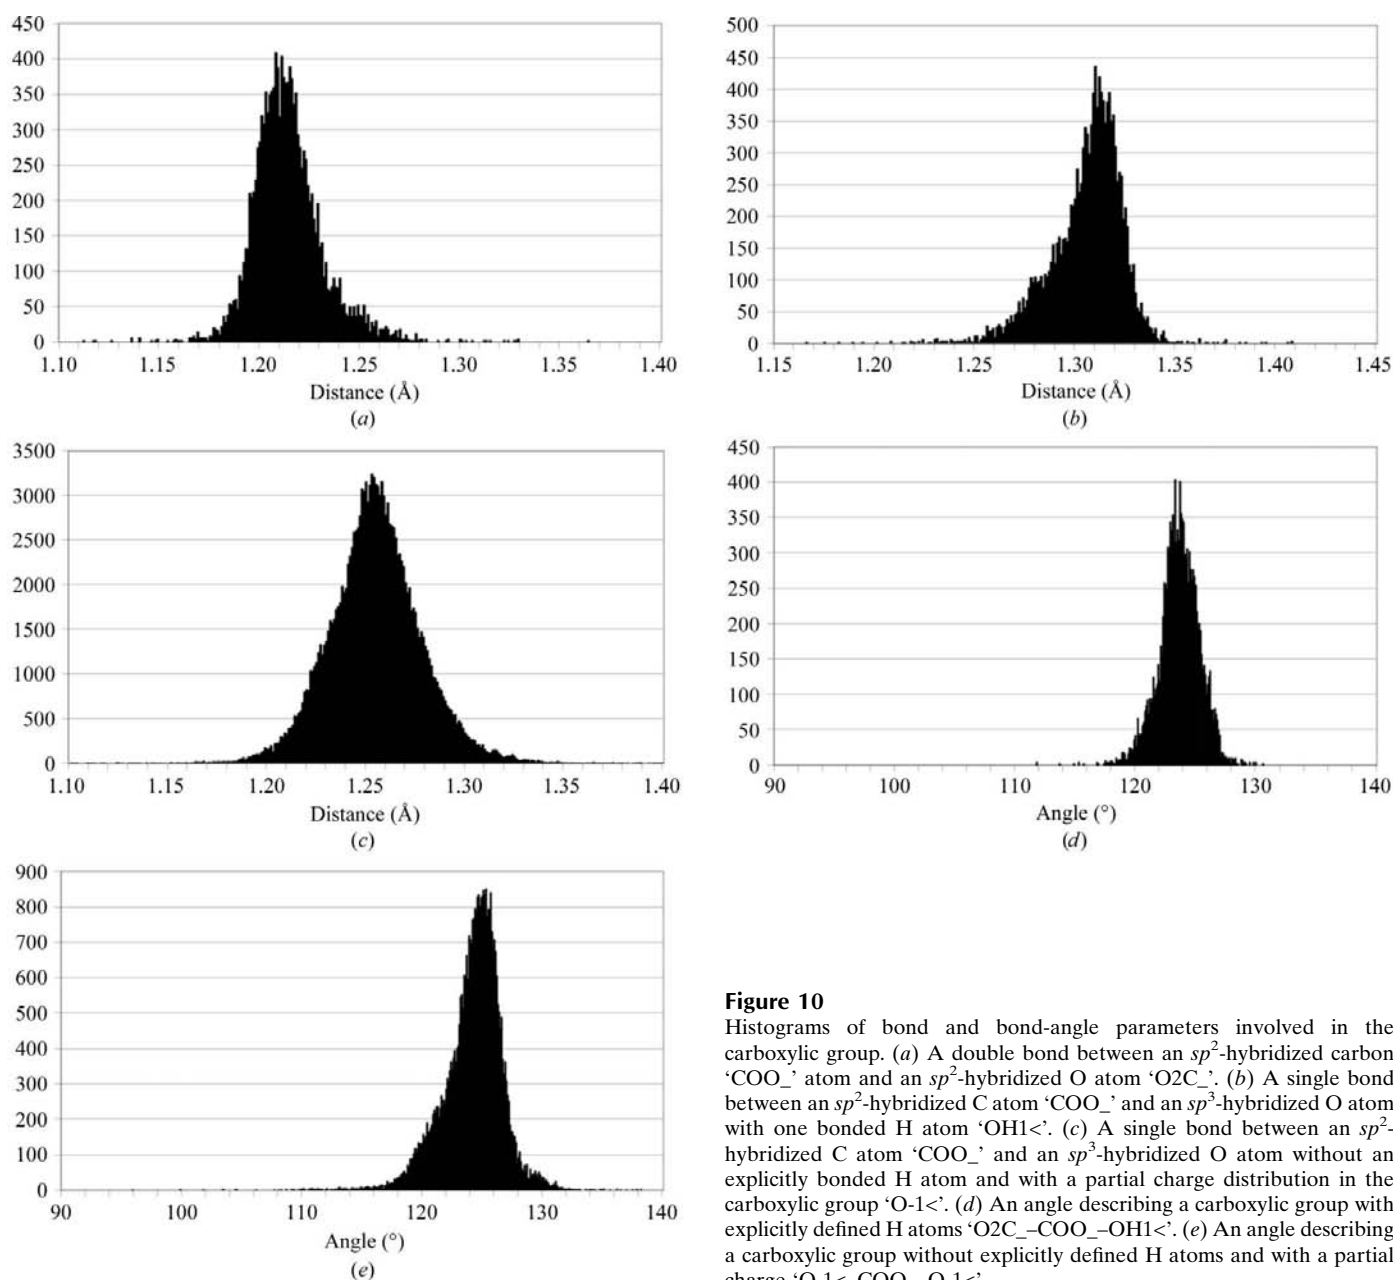 450
400
350
300
250
200
150
100
50
0
1.10 1.15 1.20 1.25 1.30 1.35 1.40
Distance (Å)
(a)
500
450
400
350
300
250
200
150
100
50
0
1.15 1.20 1.25 1.30 1.35 1.40 1.45
Distance (Å)
(b)
3500
3000
2500
2000
1500
1000
500
0
1.10 1.15 1.20 1.25 1.30 1.35 1.40
Distance (Å)
(c)
450
400
350
300
250
200
150
100
50
0
90 100 110 120 130 140
Angle (°)
(d)
900
800
700
600
500
400
300
200
100
0
90 100 110 120 130 140
Angle (°)
(e)
Figure 10
Histograms of bond and bond-angle parameters involved in the
carboxylic group. (a) A double bond between an sp²-hybridized carbon
‘COO_’ atom and an sp²-hybridized O atom ‘O2C_’. (b) A single bond
between an sp²-hybridized C atom ‘COO_’ and an sp³-hybridized O atom
with one bonded H atom ‘OH1<’. (c) A single bond between an sp²-
hybridized C atom ‘COO_’ and an sp³-hybridized O atom without an
explicitly bonded H atom and with a partial charge distribution in the
carboxylic group ‘O-1<’. (d) An angle describing a carboxylic group with
explicitly defined H atoms ‘O2C_–COO_–OH1<’. (e) An angle describing
a carboxylic group without explicitly defined H atoms and with a partial
charge ‘O-1<–COO_–O-1<’.